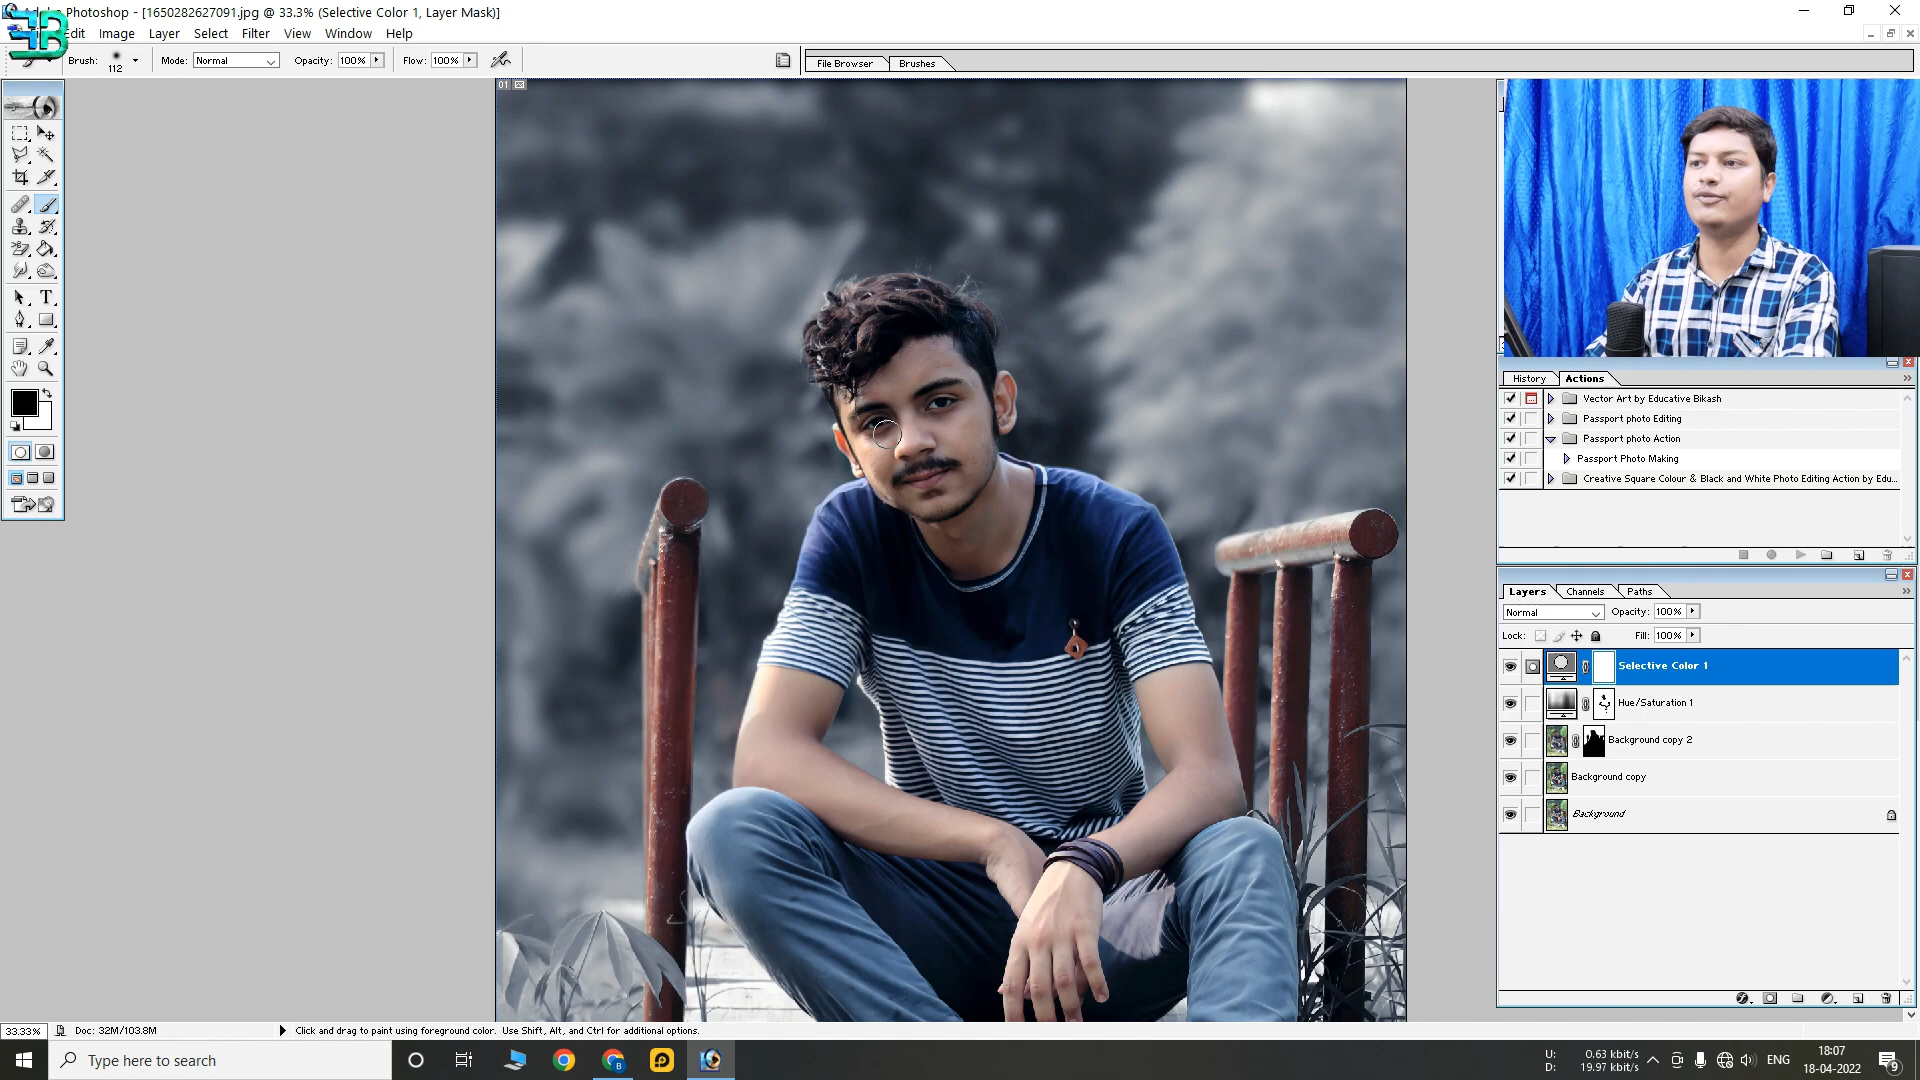 Photoshop - [1650282627091.jpg @ 33.3% (Selective Color 1, Layer Mask)]
Edit Image Layer Select Filter View Window Help
Brush: 112 Mode: Normal Opacity: 100% Flow: 100% File Browser Brushes
01
History Actions
Vector Art by Educative Bikash
Passport photo Editing
Passport photo Action
Passport Photo Making
Creative Square Colour & Black and White Photo Editing Action by Edu...
Layers Channels Paths
Normal Opacity: 100%
Lock: Fill: 100%
Selective Color 1
Hue/Saturation 1
Background copy 2
Background copy
Background
33.33% Doc: 32M/103.8M Click and drag to paint using foreground color. Use Shift, Alt, and Ctrl for additional options.
Type here to search
U: 0.63 kbit/s
D: 19.97 kbit/s
ENG
18:07
18-04-2022
9